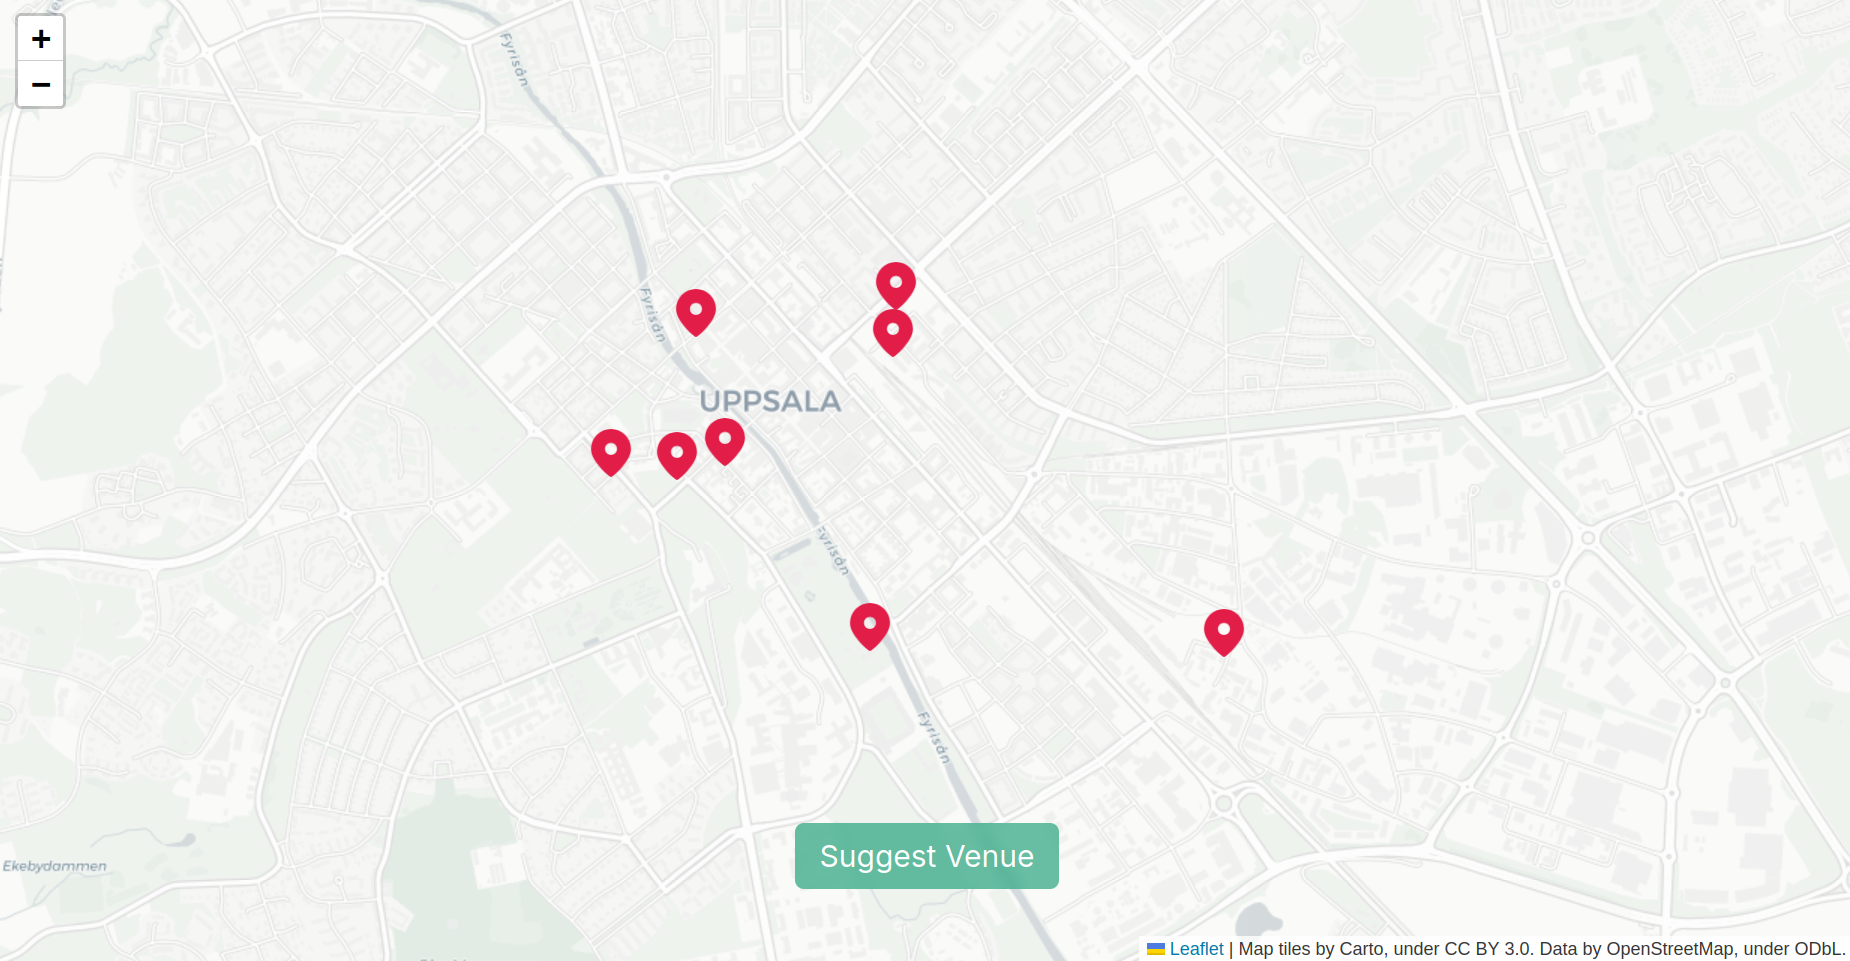 +
−
Fyrisån
Fyrisån
UPPSALA
Fyrisån
Fyrisån
Suggest Venue
Ekebydammen
Leaflet | Map tiles by Carto, under CC BY 3.0. Data by OpenStreetMap, under ODbL.